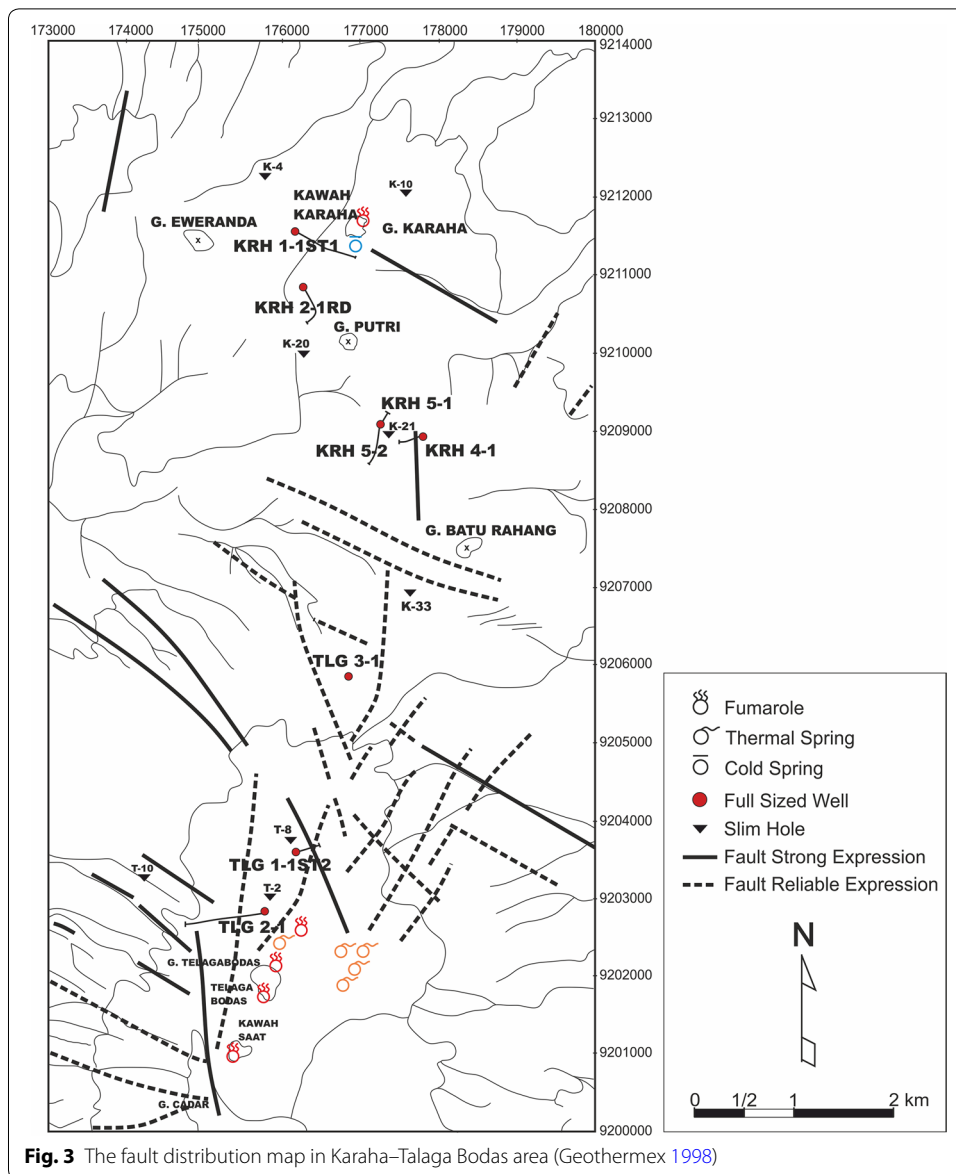 173000 174000 175000 176000 177000 178000 179000 180000
9214000
9213000
K-4
K-10
9212000
KAWAH
KARAHA
G. EWERANDA
G. KARAHA
x
KRH 1-1ST1
9211000
KRH 2-1RD
G. PUTRI
x
K-20
9210000
KRH 5-1
K-21
9209000
KRH 5-2
KRH 4-1
9208000
G. BATU RAHANG
x
9207000
K-33
TLG 3-1
9206000
9205000
9204000
T-8
TLG 1-1ST2
T-10
T-2
9203000
TLG 2-1
G. TELAGABODAS
9202000
TELAGA
BODAS
KAWAH
SAAT
9201000
G. CADAR
9200000
Fumarole
Thermal Spring
Cold Spring
Full Sized Well
Slim Hole
Fault Strong Expression
Fault Reliable Expression
N
0 1/2 1 2 km
Fig. 3 The fault distribution map in Karaha–Talaga Bodas area (Geothermex 1998)